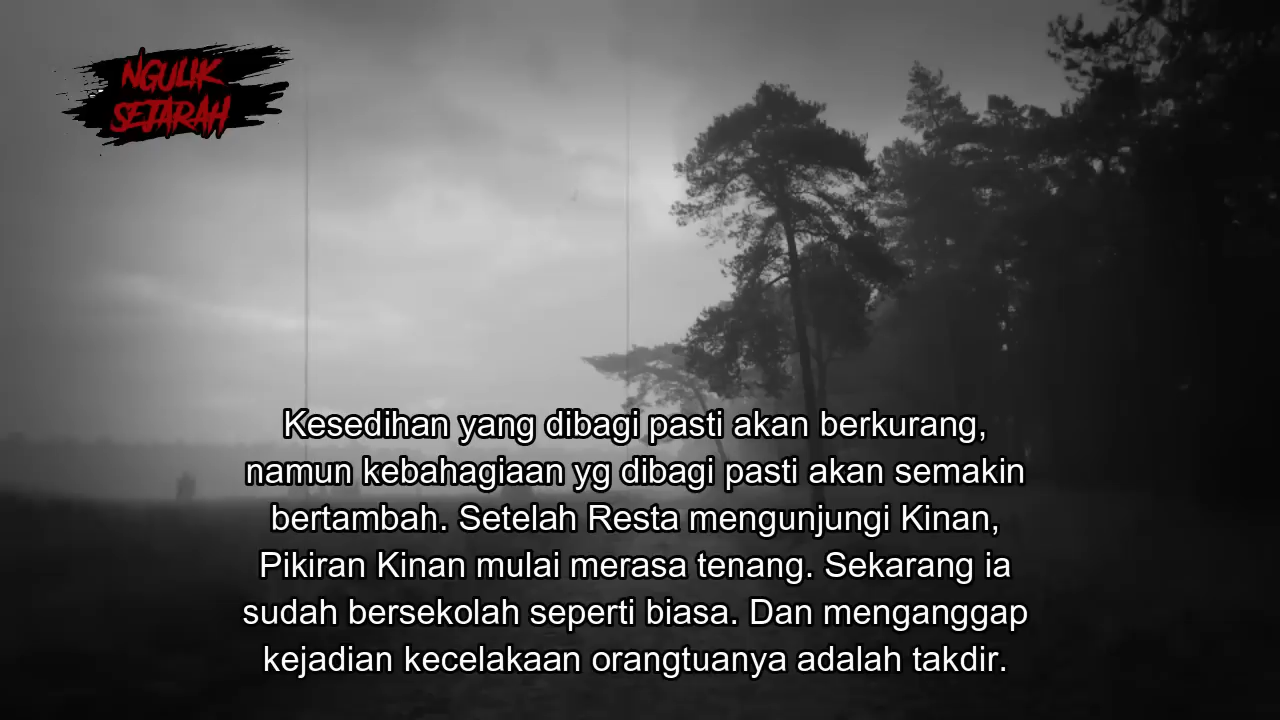 NGULIK
SEJARAH
Kesedihan yang dibagi pasti akan berkurang,
namun kebahagiaan yg dibagi pasti akan semakin
bertambah. Setelah Resta mengunjungi Kinan,
Pikiran Kinan mulai merasa tenang. Sekarang ia
sudah bersekolah seperti biasa. Dan menganggap
kejadian kecelakaan orangtuanya adalah takdir.